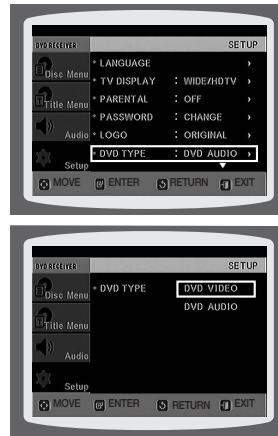 DVD RECEIVER SETUP
Disc Menu
Title Menu
Audio
Setup
LANGUAGE
TV DISPLAY : WIDE/HDTV
PARENTAL : OFF
PASSWORD : CHANGE
LOGO : ORIGINAL
DVD TYPE : DVD AUDIO
MOVE ENTER RETURN EXIT
DVD RECEIVER SETUP
Disc Menu
Title Menu
Audio
Setup
DVD TYPE DVD VIDEO
DVD AUDIO
MOVE ENTER RETURN EXIT